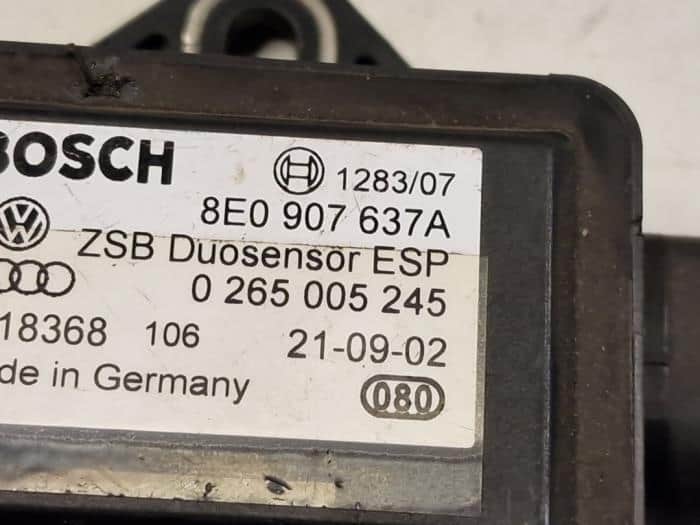 BOSCH 1283/07
8E0 907 637A
ZSB Duosensor ESP
0 265 005 245
18368 106 21-09-02
de in Germany 080